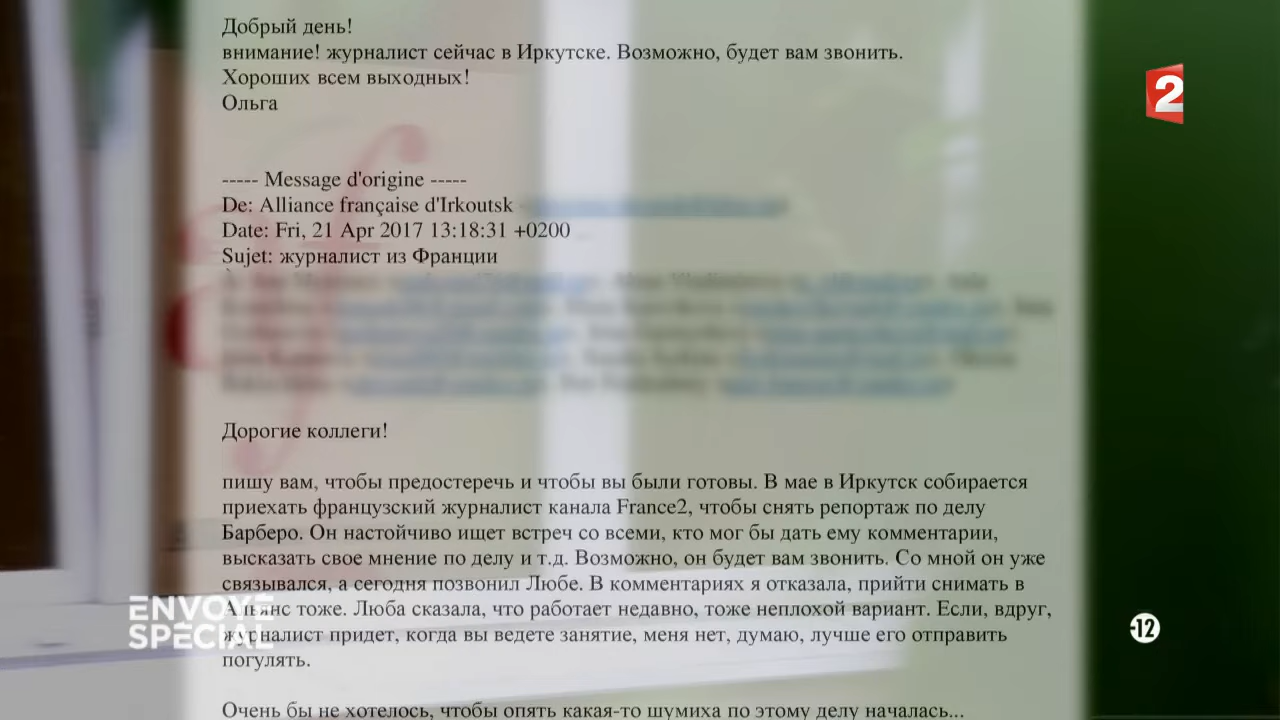 Добрый день!
внимание! журналист сейчас в Иркутске. Возможно, будет вам звонить.
Хороших всем выходных!
Ольга
----- Message d'origine -----
De: Alliance française d'Irkoutsk
Date: Fri, 21 Apr 2017 13:18:31 +0200
Sujet: журналист из Франции
Дорогие коллеги!
пишу вам, чтобы предостеречь и чтобы вы были готовы. В мае в Иркутск собирается
приехать французский журналист канала France2, чтобы снять репортаж по делу
Барберо. Он настойчиво ищет встреч со всеми, кто мог бы дать ему комментарии,
высказать свое мнение по делу и т.д. Возможно, он будет вам звонить. Со мной он уже
связывался, а сегодня позвонил Любе. В комментариях я отказала, прийти снимать в
Альянс тоже. Люба сказала, что работает недавно, тоже неплохой вариант. Если, вдруг,
журналист придет, когда вы ведете занятие, меня нет, думаю, лучше его отправить
погулять.
Очень бы не хотелось, чтобы опять какая-то шумиха по этому делу началась...
2
ENVOYÉ
SPÉCIAL
-12